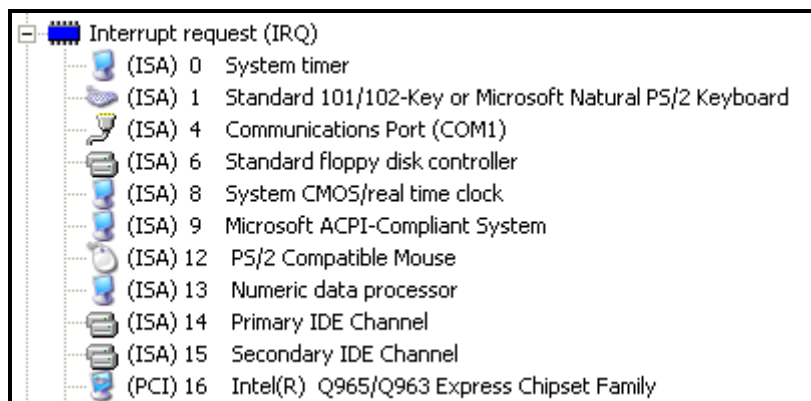 Interrupt request (IRQ)
(ISA) 0 System timer
(ISA) 1 Standard 101/102-Key or Microsoft Natural PS/2 Keyboard
(ISA) 4 Communications Port (COM1)
(ISA) 6 Standard floppy disk controller
(ISA) 8 System CMOS/real time clock
(ISA) 9 Microsoft ACPI-Compliant System
(ISA) 12 PS/2 Compatible Mouse
(ISA) 13 Numeric data processor
(ISA) 14 Primary IDE Channel
(ISA) 15 Secondary IDE Channel
(PCI) 16 Intel(R) Q965/Q963 Express Chipset Family